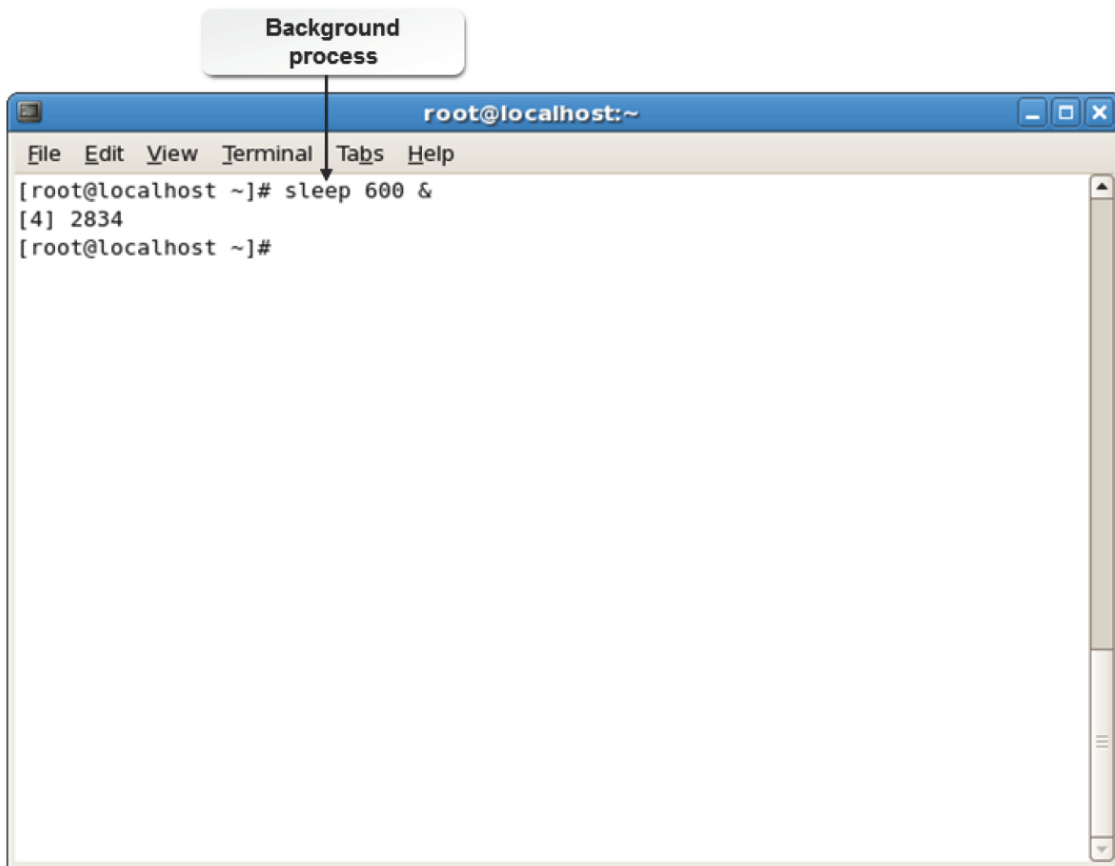 Background
process
root@localhost:~
File Edit View Terminal Tabs Help
[root@localhost ~]# sleep 600 &
[4] 2834
[root@localhost ~]#